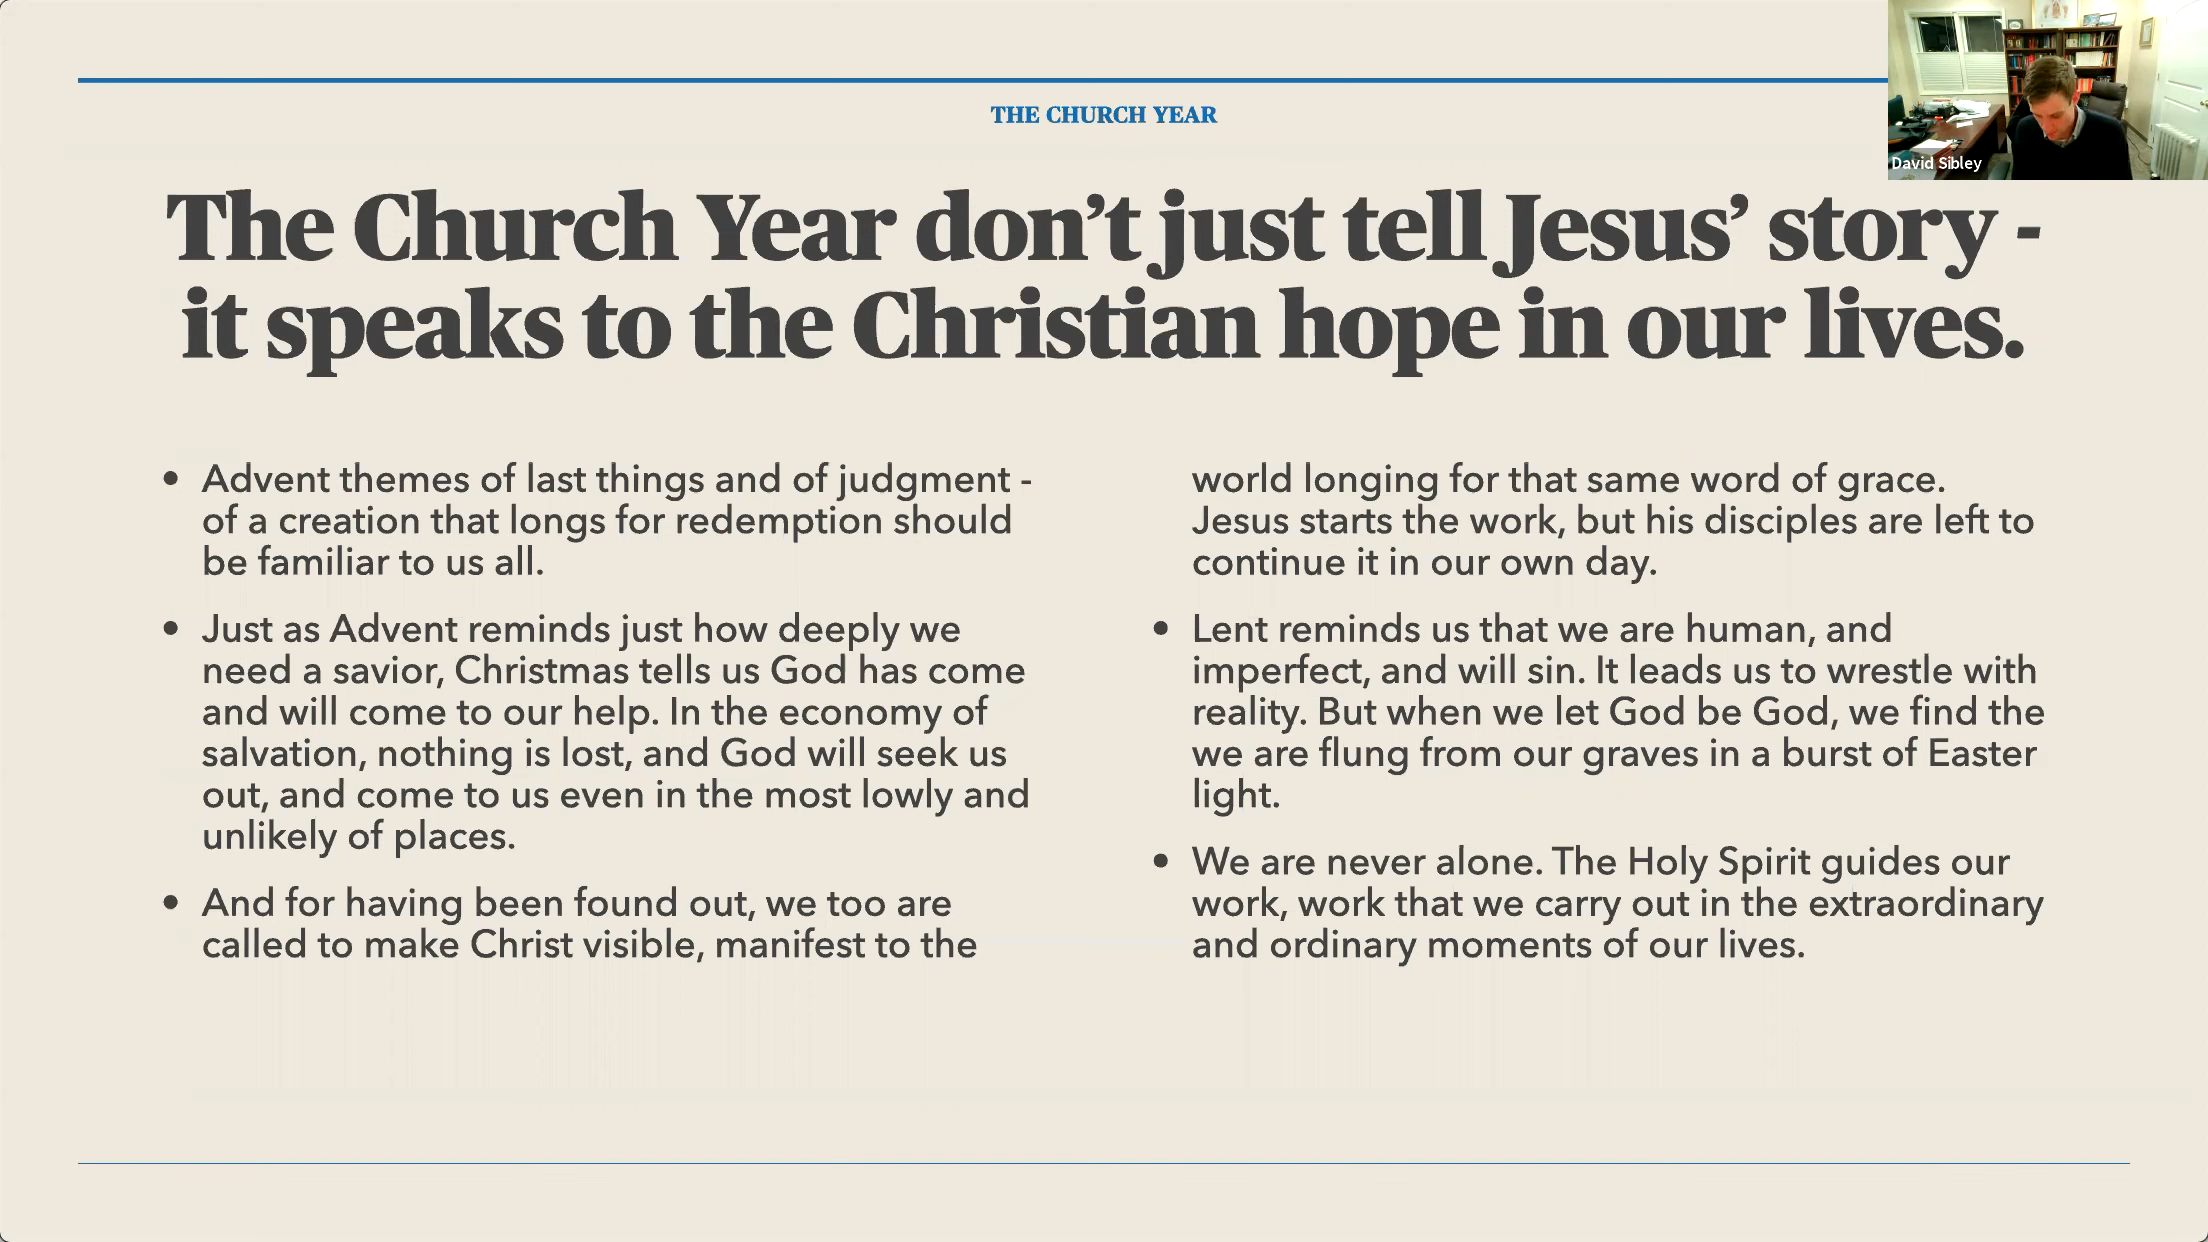 THE CHURCH YEAR
David Sibley
The Church Year don’t just tell Jesus’ story -
it speaks to the Christian hope in our lives.
• Advent themes of last things and of judgment -
of a creation that longs for redemption should
be familiar to us all.
• Just as Advent reminds just how deeply we
need a savior, Christmas tells us God has come
and will come to our help. In the economy of
salvation, nothing is lost, and God will seek us
out, and come to us even in the most lowly and
unlikely of places.
• And for having been found out, we too are
called to make Christ visible, manifest to the
world longing for that same word of grace.
Jesus starts the work, but his disciples are left to
continue it in our own day.
• Lent reminds us that we are human, and
imperfect, and will sin. It leads us to wrestle with
reality. But when we let God be God, we find the
we are flung from our graves in a burst of Easter
light.
• We are never alone. The Holy Spirit guides our
work, work that we carry out in the extraordinary
and ordinary moments of our lives.